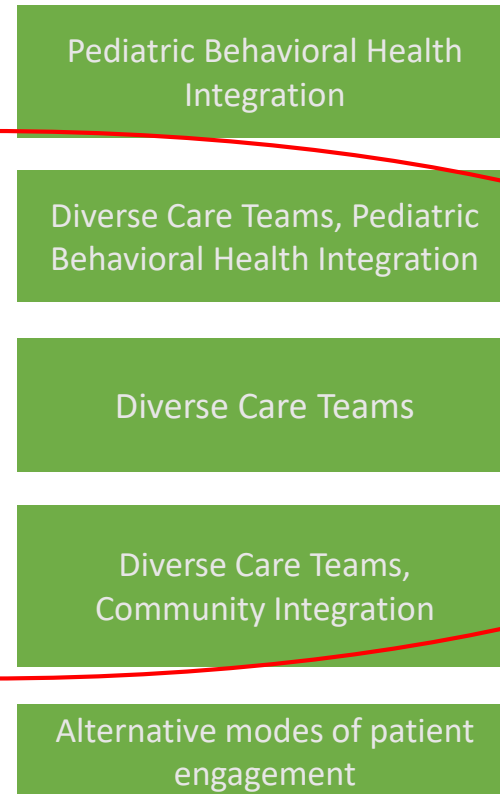 Pediatric Behavioral Health
Integration
Diverse Care Teams, Pediatric
Behavioral Health Integration
Diverse Care Teams
Diverse Care Teams,
Community Integration
Alternative modes of patient
engagement